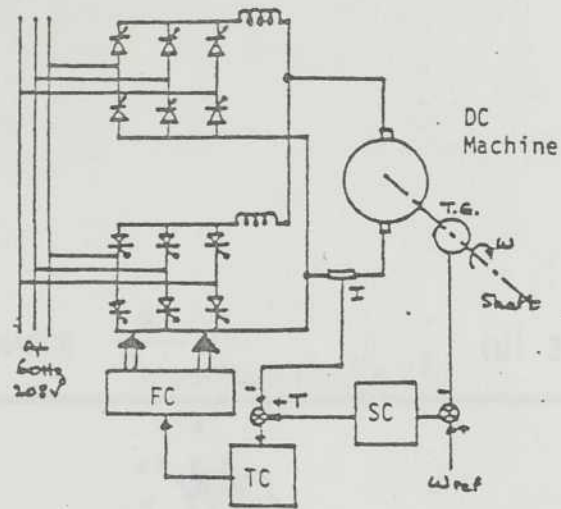 DC
Machine
T.G.
ω
Shaft
I
3φ
60Hz
208V
FC
T
SC
TC
ωref